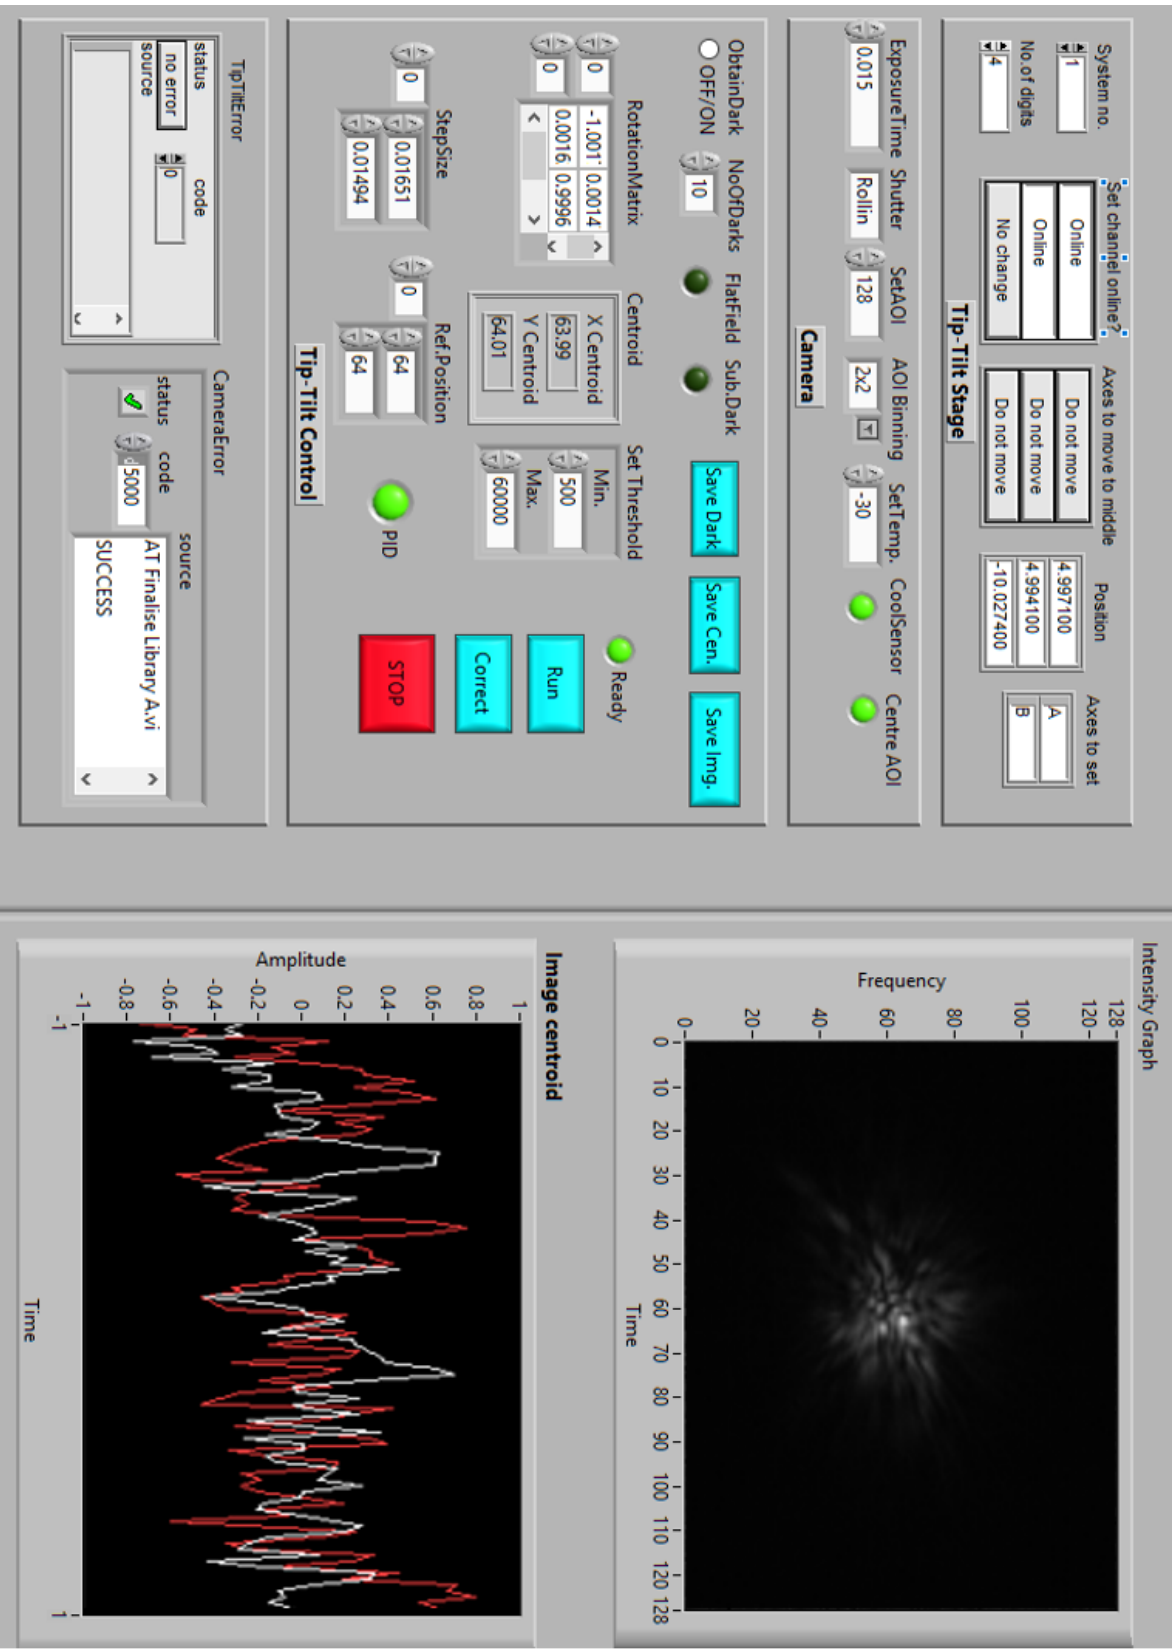 System no.
1
No.of digits
4
Set channel online?
Online
Online
No change
Axes to move to middle
Do not move
Do not move
Do not move
Position
4.997100
4.994100
-10.027400
Axes to set
A
B
Tip-Tilt Stage
ExposureTime
0.015
Shutter
Rollin
SetAOI
128
AOI Binning
2x2
SetTemp.
-30
CoolSensor
Centre AOI
Camera
ObtainDark
OFF/ON
NoOfDarks
10
FlatField
Sub.Dark
Save Dark
Save Cen.
Save Img.
RotationMatrix
0
0
-1.001 0.0014
0.0016 0.9996
Centroid
X Centroid
63.99
Y Centroid
64.01
Set Threshold
Min.
500
Max.
60000
Ready
Run
Correct
STOP
StepSize
0
0.01651
0.01494
Ref.Position
0
64
64
PID
Tip-Tilt Control
TipTiltError
status
code
no error
0
source
CameraError
status
code
5000
source
AT Finalise Library A.vi
SUCCESS
Intensity Graph
Frequency
128
120
100
80
60
40
20
0
0 10 20 30 40 50 60 70 80 90 100 110 120 128
Time
Image centroid
Amplitude
1
0.8
0.6
0.4
0.2
0
-0.2
-0.4
-0.6
-0.8
-1
-1 1
Time